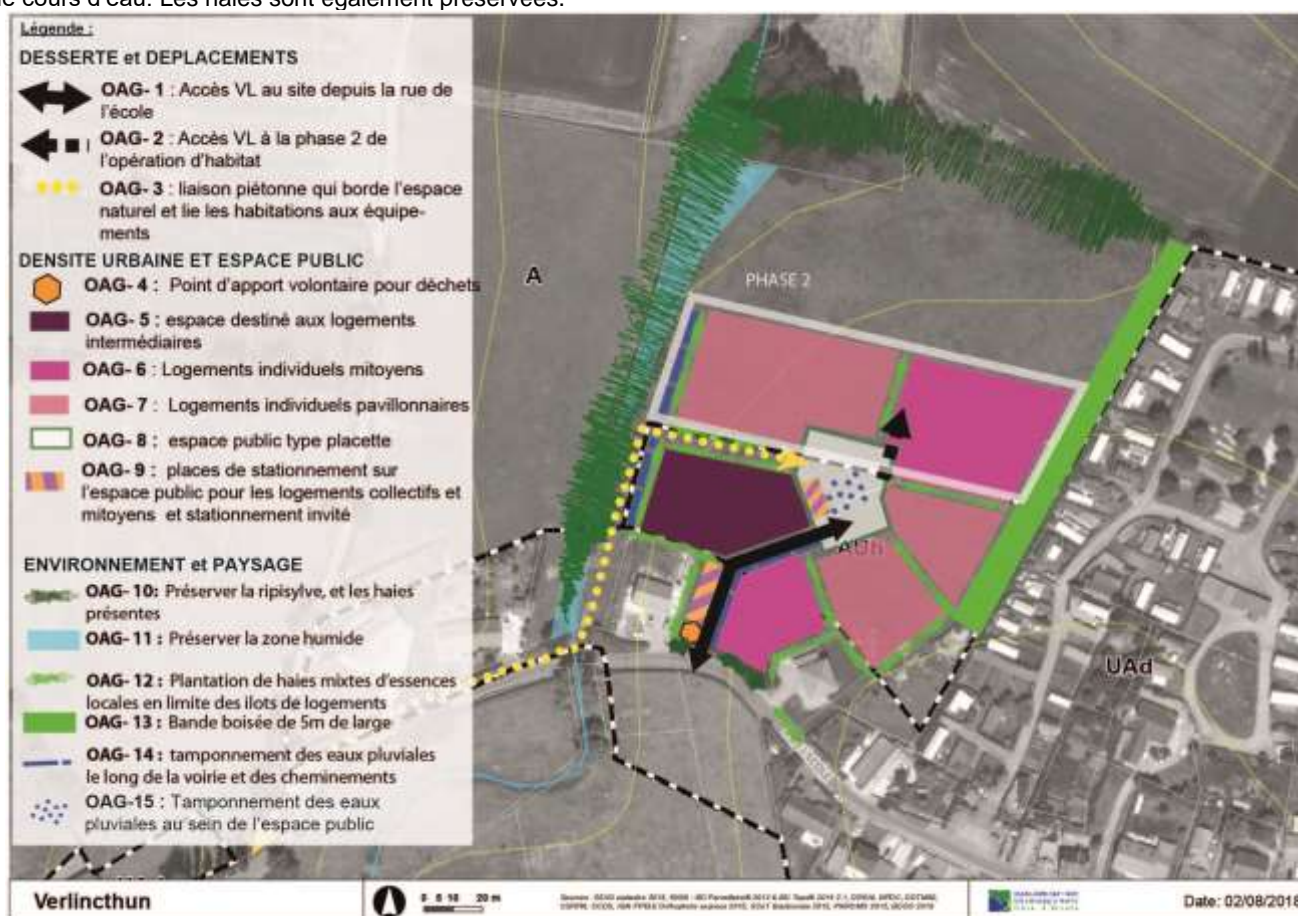 le cours d'eau. Les haies sont également préservées.
Légende :
DESSERTE et DEPLACEMENTS
OAG- 1 : Accès VL au site depuis la rue de
l'école
OAG- 2 : Accès VL à la phase 2 de
l'opération d'habitat
OAG- 3 : liaison piétonne qui borde l'espace
naturel et lie les habitations aux équipe-
ments
DENSITE URBAINE ET ESPACE PUBLIC
OAG- 4 : Point d'apport volontaire pour déchets
OAG- 5 : espace destiné aux logements
intermédiaires
OAG- 6 : Logements individuels mitoyens
OAG- 7 : Logements individuels pavillonnaires
OAG- 8 : espace public type placette
OAG- 9 : places de stationnement sur
l'espace public pour les logements collectifs et
mitoyens et stationnement invité
ENVIRONNEMENT et PAYSAGE
OAG- 10: Préserver la ripisylve, et les haies
présentes
OAG- 11 : Préserver la zone humide
OAG- 12 : Plantation de haies mixtes d'essences
locales en limite des ilots de logements
OAG- 13 : Bande boisée de 5m de large
OAG- 14 : tamponnement des eaux pluviales
le long de la voirie et des cheminements
OAG-15 : Tamponnement des eaux
pluviales au sein de l'espace public
A
PHASE 2
AUh
UAd
Verlincthun
0 5 10 20 m
Date: 02/08/2018